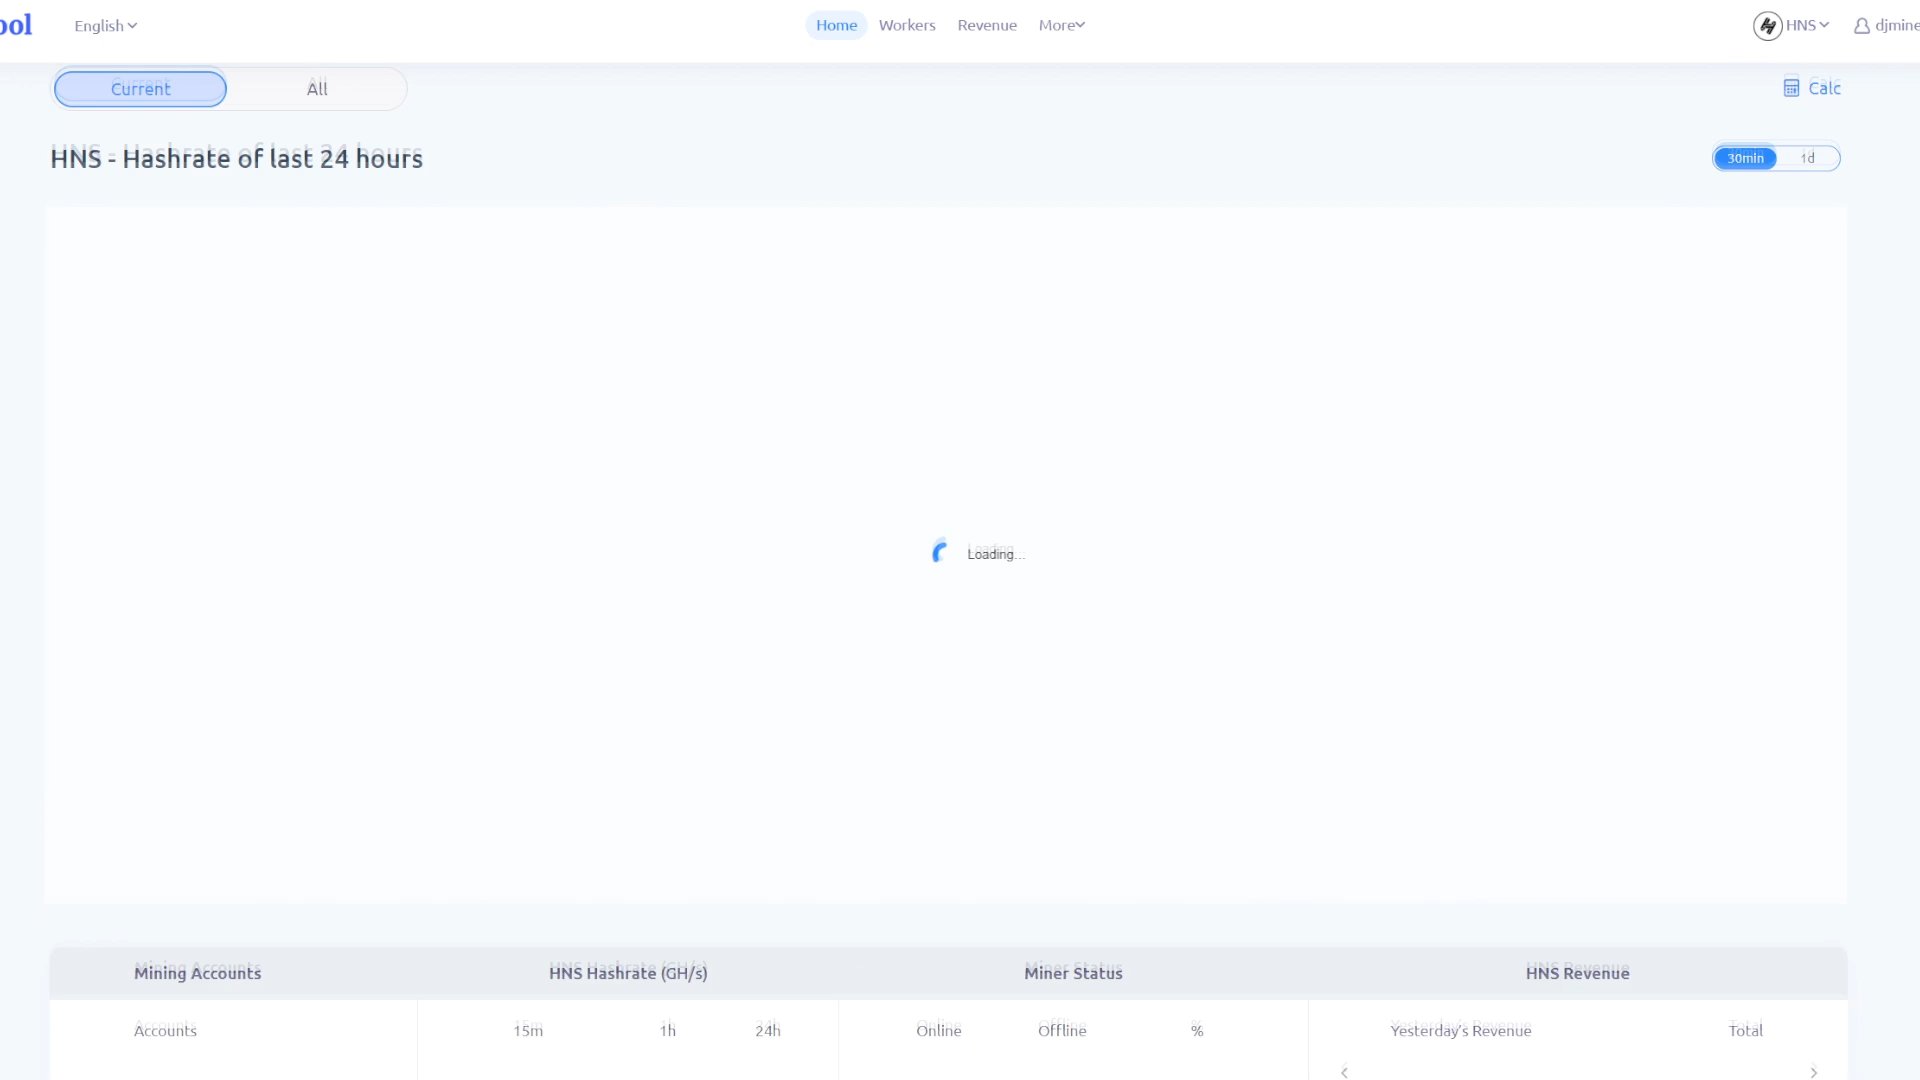 ool English Home Workers Revenue More HNS djmine
Current All Calc
HNS - Hashrate of last 24 hours 30min 1d
Loading...
Mining Accounts HNS Hashrate (GH/s) Miner Status HNS Revenue
Accounts 15m 1h 24h Online Offline % Yesterday's Revenue Total